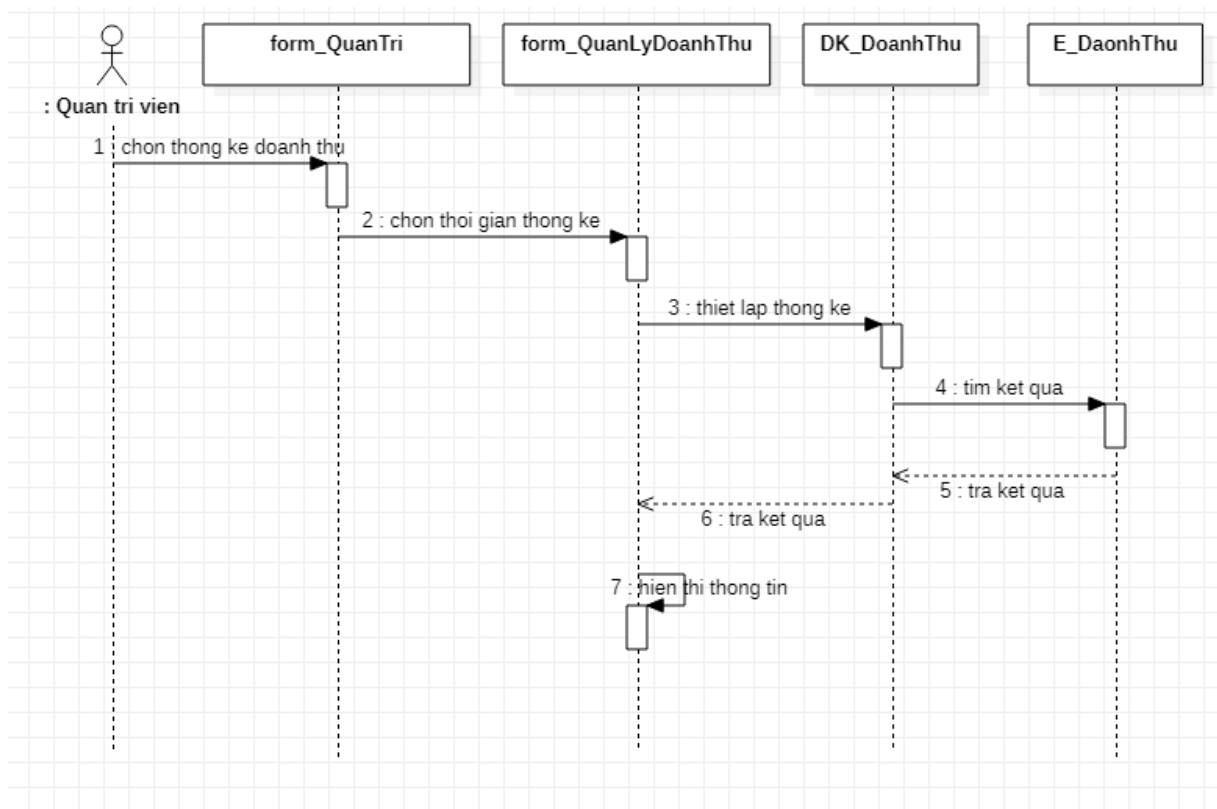 form_QuanTri
form_QuanLyDoanhThu
DK_DoanhThu
E_DaonhThu
: Quan tri vien
1 : chon thong ke doanh thu
2 : chon thoi gian thong ke
3 : thiet lap thong ke
4 : tim ket qua
5 : tra ket qua
6 : tra ket qua
7 : hien thi thong tin